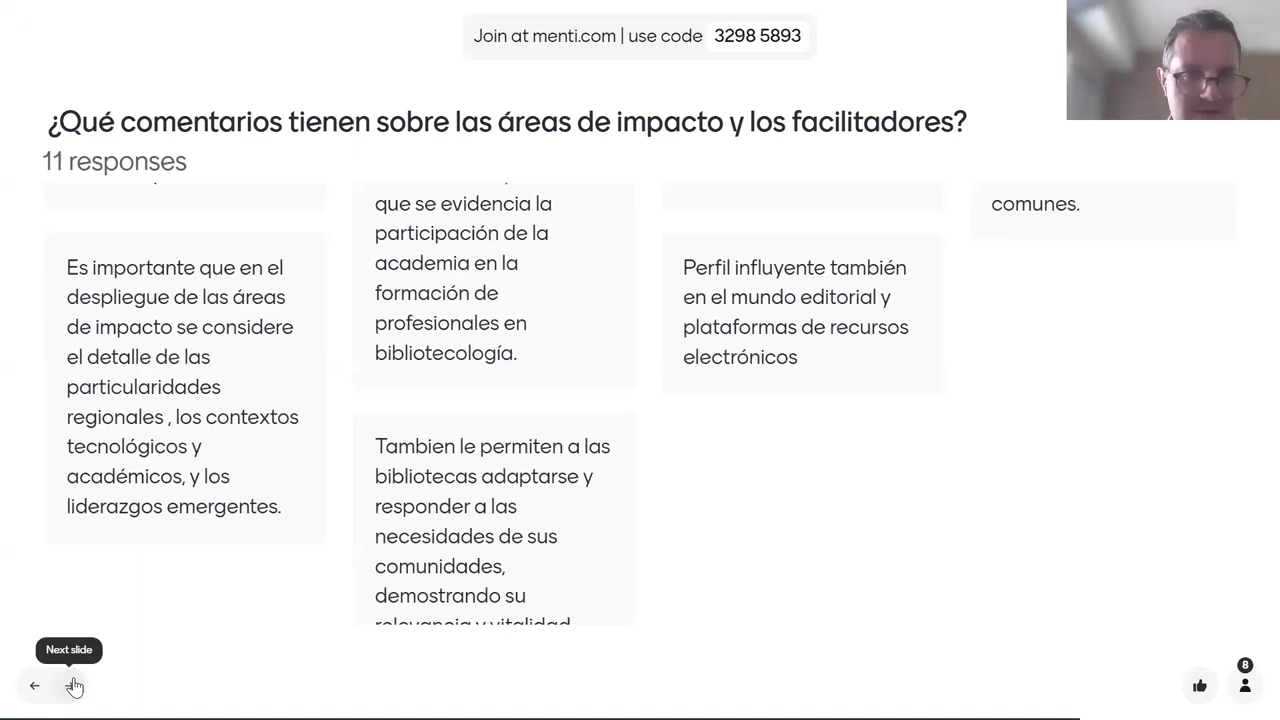 Join at menti.com | use code 3298 5893
¿Qué comentarios tienen sobre las áreas de impacto y los facilitadores?
11 responses
Es importante que en el
despliegue de las áreas
de impacto se considere
el detalle de las
particularidades
regionales , los contextos
tecnológicos y
académicos, y los
liderazgos emergentes.
que se evidencia la
participación de la
academia en la
formación de
profesionales en
bibliotecología.
Tambien le permiten a las
bibliotecas adaptarse y
responder a las
necesidades de sus
comunidades,
demostrando su
relevancia y vitalidad
Perfil influyente también
en el mundo editorial y
plataformas de recursos
electrónicos
comunes.
Next slide
8